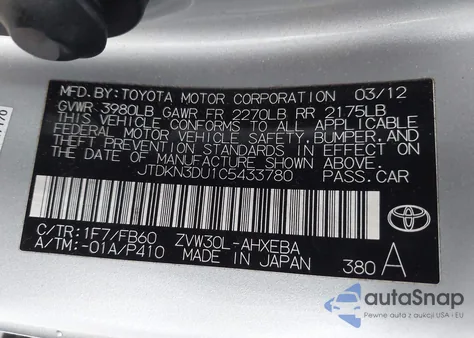 MFD.BY: TOYOTA MOTOR CORPORATION 03/12
GVWR 3980LB GAWR FR 2270LB RR 2175LB
THIS VEHICLE CONFORMS TO ALL APPLICABLE
FEDERAL MOTOR VEHICLE SAFETY, BUMPER, AND
THEFT PREVENTION STANDARDS IN EFFECT ON
THE DATE OF MANUFACTURE SHOWN ABOVE.
JTDKN3DU1C5433780 PASS.CAR
C/TR: 1F7/FB60 ZVW30L-AHXEBA
A/TM: -01A/P410 MADE IN JAPAN 380 A
TOYOTA
autoSnap
Pewne auta z aukcji USA i EU